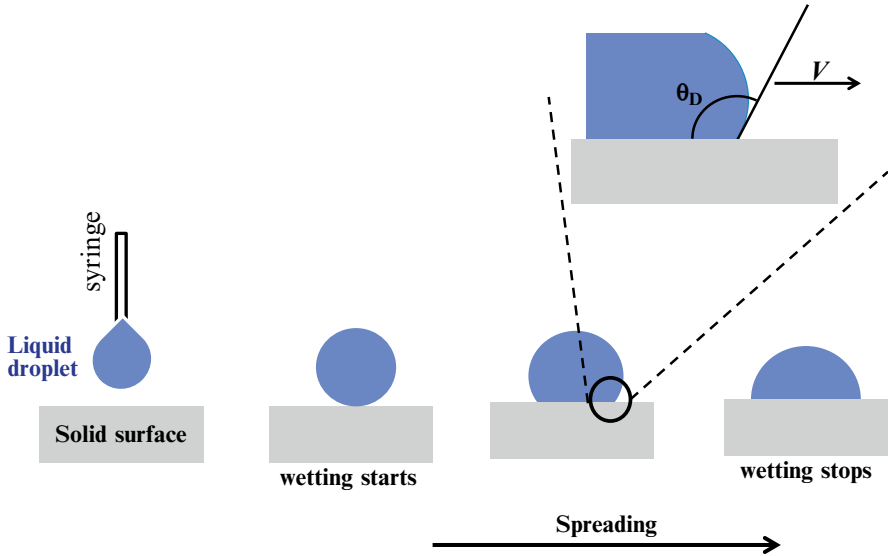 V
θD
syringe
Liquid
droplet
Solid surface
wetting starts
wetting stops
Spreading